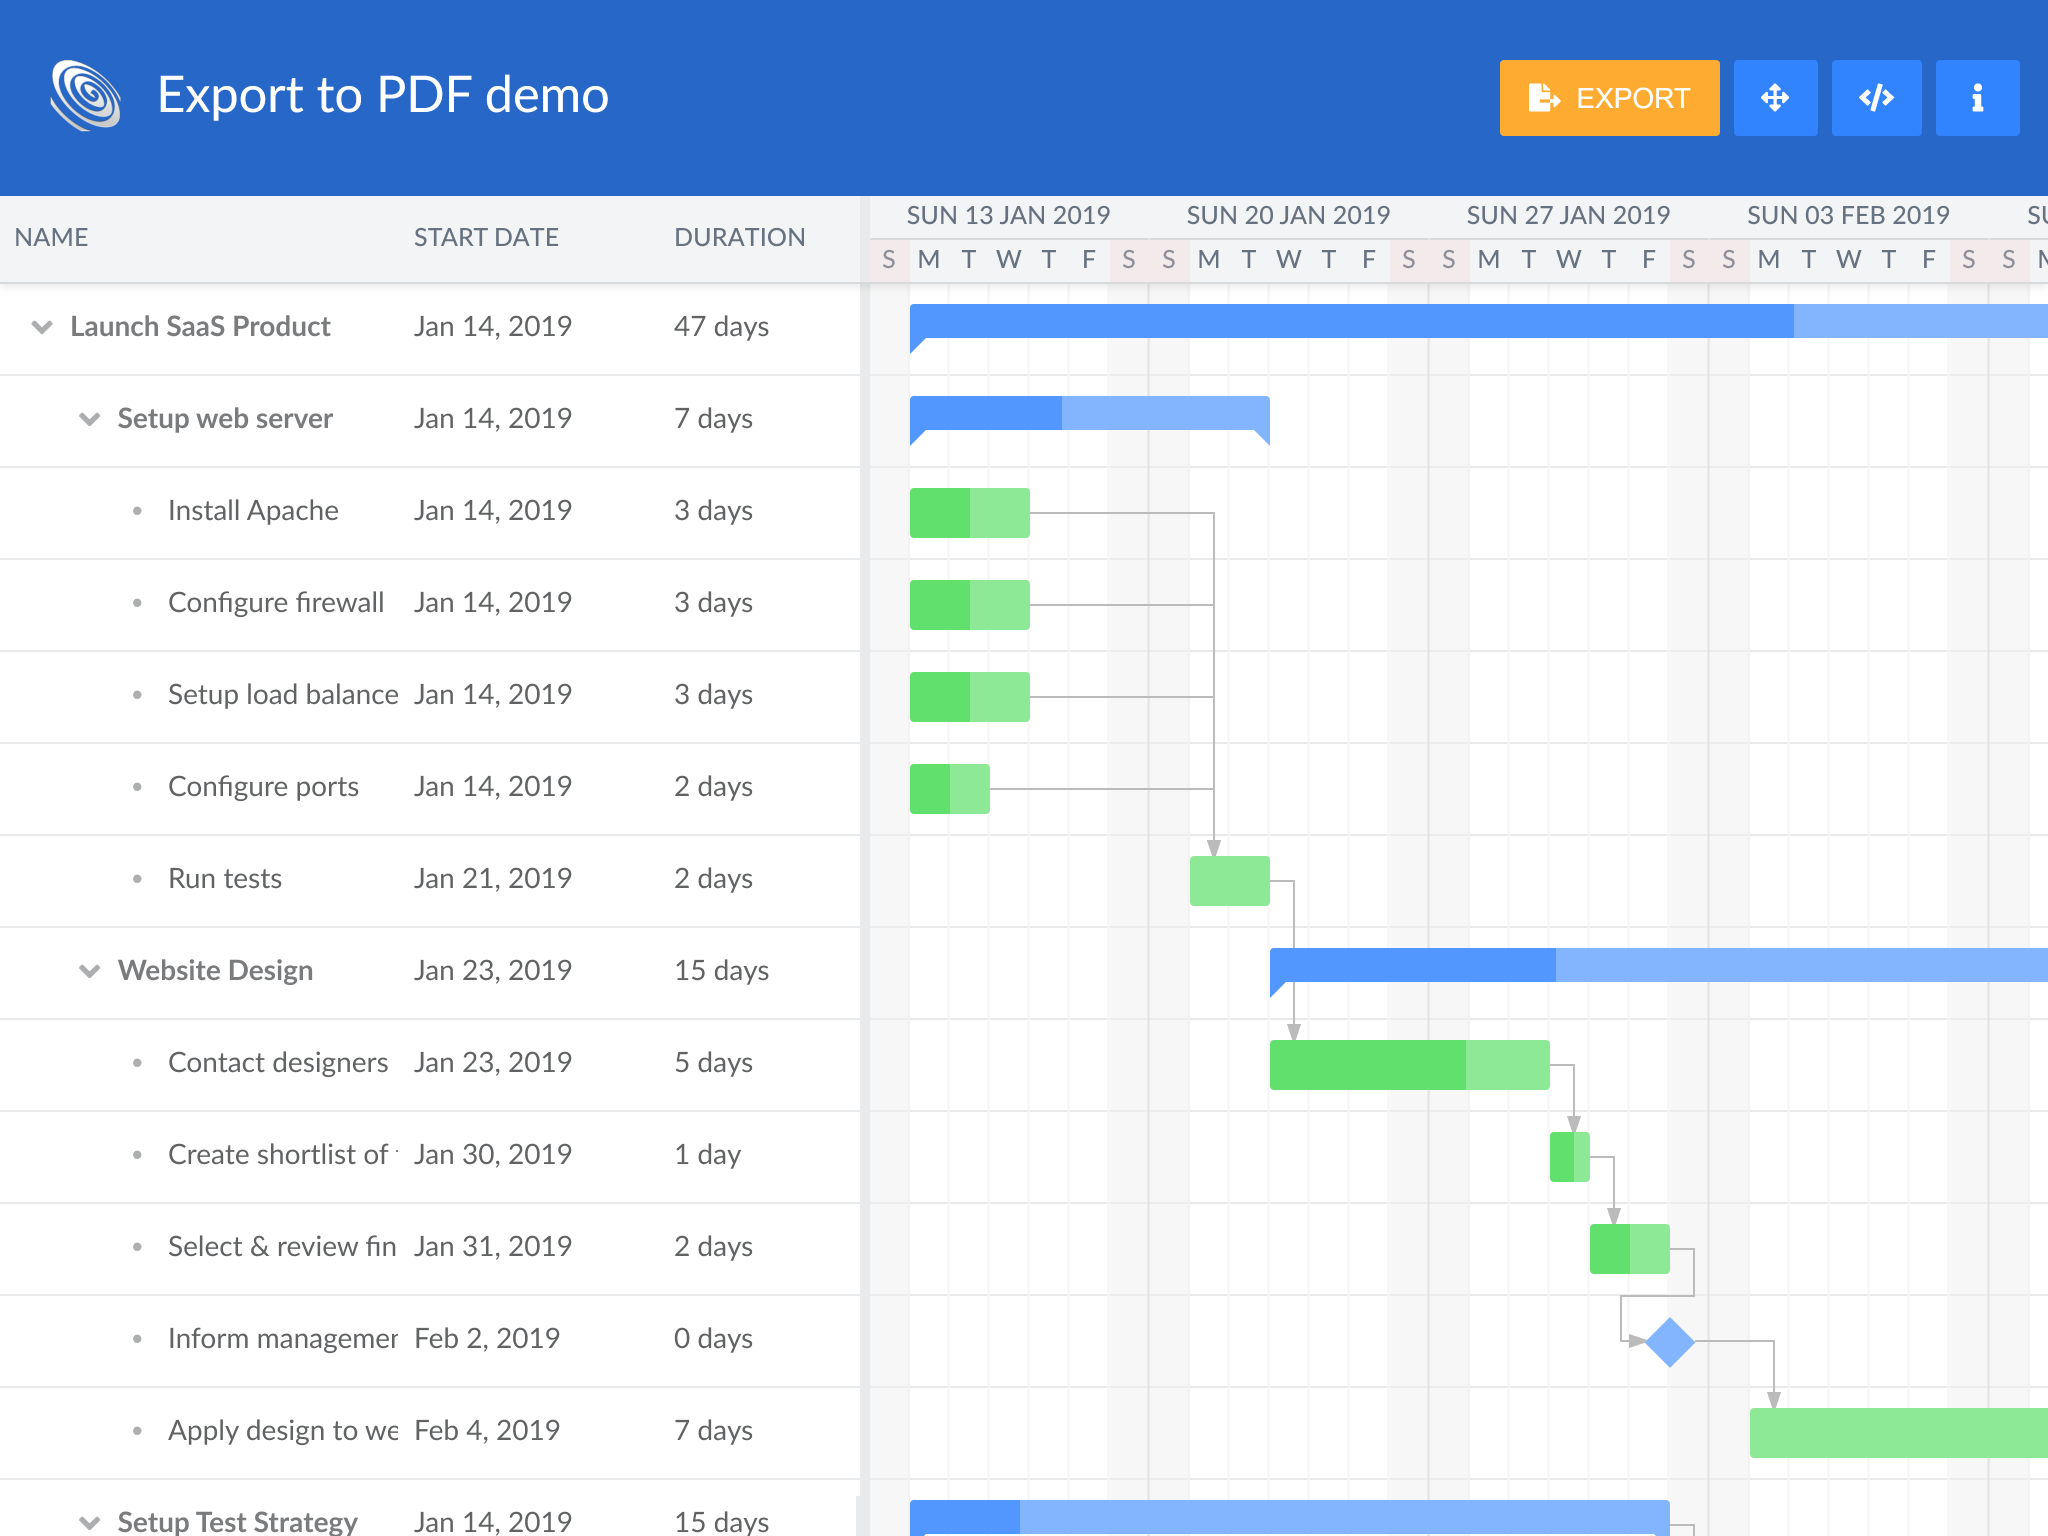 Export to PDF demo
EXPORT
NAME START DATE DURATION
SUN 13 JAN 2019 SUN 20 JAN 2019 SUN 27 JAN 2019 SUN 03 FEB 2019 SU
S M T W T F S S M T W T F S S M T W T F S S M T W T F S S M
Launch SaaS Product Jan 14, 2019 47 days
Setup web server Jan 14, 2019 7 days
Install Apache Jan 14, 2019 3 days
Configure firewall Jan 14, 2019 3 days
Setup load balance Jan 14, 2019 3 days
Configure ports Jan 14, 2019 2 days
Run tests Jan 21, 2019 2 days
Website Design Jan 23, 2019 15 days
Contact designers Jan 23, 2019 5 days
Create shortlist of Jan 30, 2019 1 day
Select & review fin Jan 31, 2019 2 days
Inform managemen Feb 2, 2019 0 days
Apply design to we Feb 4, 2019 7 days
Setup Test Strategy Jan 14, 2019 15 days